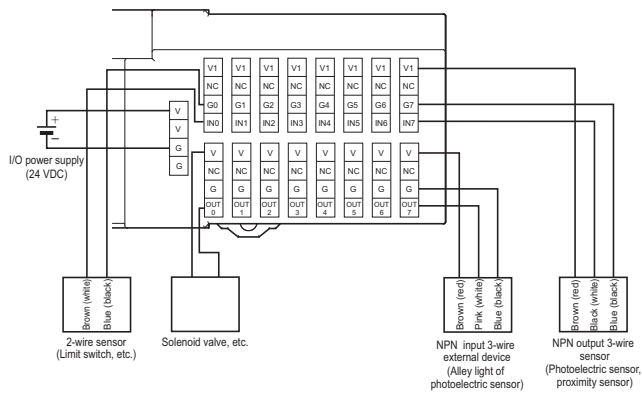 V1 V1 V1 V1 V1 V1 V1 V1
NC NC NC NC NC NC NC NC
G0 G1 G2 G3 G4 G5 G6 G7
IN0 IN1 IN2 IN3 IN4 IN5 IN6 IN7
V
V
G
G
+
−
I/O power supply
(24 VDC)
V V V V V V V V
NC NC NC NC NC NC NC NC
G G G G G G G G
OUT OUT OUT OUT OUT OUT OUT OUT
0 1 2 3 4 5 6 7
Brown (white)
Blue (black)
2-wire sensor
(Limit switch, etc.)
Solenoid valve, etc.
Brown (red)
Pink (white)
Blue (black)
NPN input 3-wire
external device
(Alley light of
photoelectric sensor)
Brown (red)
Black (white)
Blue (black)
NPN output 3-wire
sensor
(Photoelectric sensor,
proximity sensor)